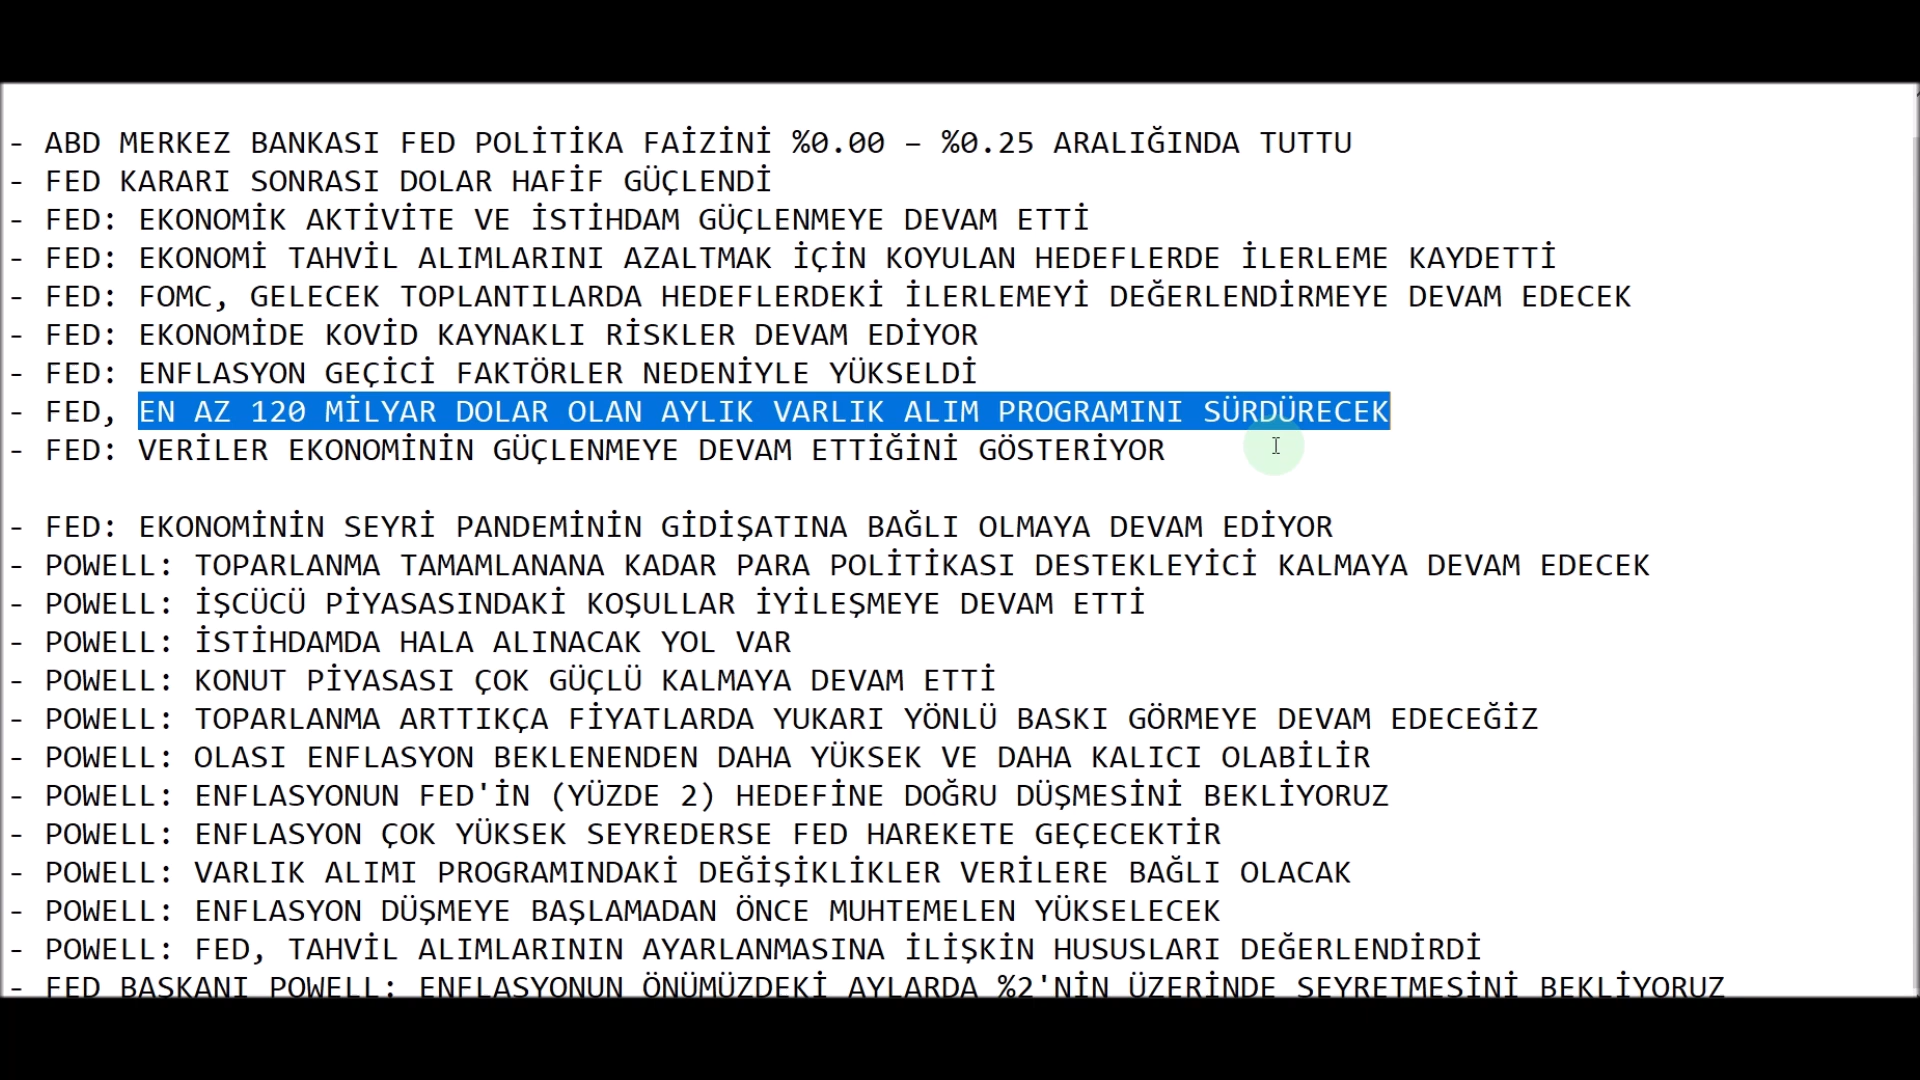 - ABD MERKEZ BANKASI FED POLİTİKA FAİZİNİ %0.00 – %0.25 ARALIĞINDA TUTTU
- FED KARARI SONRASI DOLAR HAFİF GÜÇLENDİ
- FED: EKONOMİK AKTİVİTE VE İSTİHDAM GÜÇLENMEYE DEVAM ETTİ
- FED: EKONOMİ TAHVİL ALIMLARINI AZALTMAK İÇİN KOYULAN HEDEFLERDE İLERLEME KAYDETTİ
- FED: FOMC, GELECEK TOPLANTILARDA HEDEFLERDEKİ İLERLEMEYİ DEĞERLENDİRMEYE DEVAM EDECEK
- FED: EKONOMİDE KOVİD KAYNAKLI RİSKLER DEVAM EDİYOR
- FED: ENFLASYON GEÇİCİ FAKTÖRLER NEDENİYLE YÜKSELDİ
- FED, EN AZ 120 MİLYAR DOLAR OLAN AYLIK VARLIK ALIM PROGRAMINI SÜRDÜRECEK
- FED: VERİLER EKONOMİNİN GÜÇLENMEYE DEVAM ETTİĞİNİ GÖSTERİYOR
- FED: EKONOMİNİN SEYRİ PANDEMİNİN GİDİŞATINA BAĞLI OLMAYA DEVAM EDİYOR
- POWELL: TOPARLANMA TAMAMLANANA KADAR PARA POLİTİKASI DESTEKLEYİCİ KALMAYA DEVAM EDECEK
- POWELL: İŞCÜCÜ PİYASASINDAKİ KOŞULLAR İYİLEŞMEYE DEVAM ETTİ
- POWELL: İSTİHDAMDA HALA ALINACAK YOL VAR
- POWELL: KONUT PİYASASI ÇOK GÜÇLÜ KALMAYA DEVAM ETTİ
- POWELL: TOPARLANMA ARTTIKÇA FİYATLARDA YUKARI YÖNLÜ BASKI GÖRMEYE DEVAM EDECEĞİZ
- POWELL: OLASI ENFLASYON BEKLENENDEN DAHA YÜKSEK VE DAHA KALICI OLABİLİR
- POWELL: ENFLASYONUN FED'İN (YÜZDE 2) HEDEFİNE DOĞRU DÜŞMESİNİ BEKLİYORUZ
- POWELL: ENFLASYON ÇOK YÜKSEK SEYREDERSE FED HAREKETE GEÇECEKTİR
- POWELL: VARLIK ALIMI PROGRAMINDAKİ DEĞİŞİKLİKLER VERİLERE BAĞLI OLACAK
- POWELL: ENFLASYON DÜŞMEYE BAŞLAMADAN ÖNCE MUHTEMELEN YÜKSELECEK
- POWELL: FED, TAHVİL ALIMLARININ AYARLANMASINA İLİŞKİN HUSUSLARI DEĞERLENDİRDİ
- FED BAŞKANI POWELL: ENFLASYONUN ÖNÜMÜZDEKİ AYLARDA %2'NİN ÜZERİNDE SEYRETMESİNİ BEKLİYORUZ